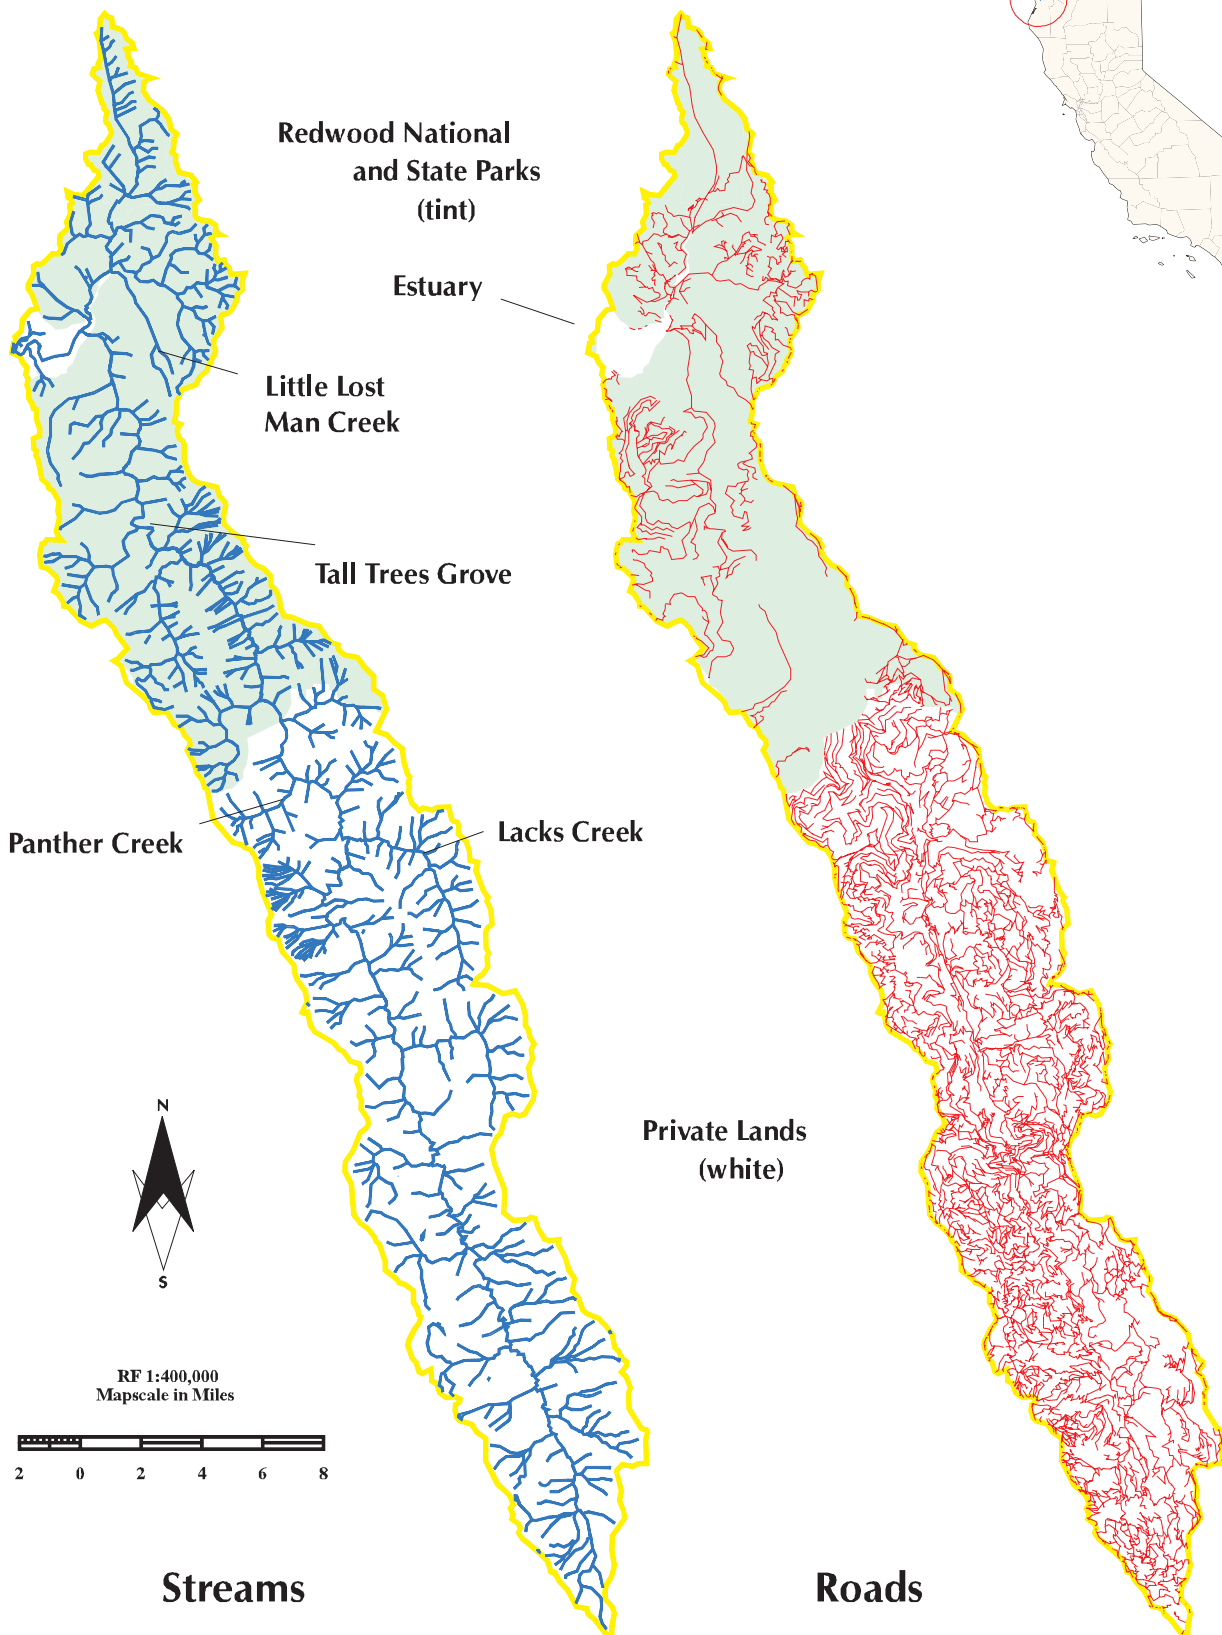 Redwood National
and State Parks
(tint)
Estuary
Little Lost
Man Creek
Tall Trees Grove
Panther Creek
Lacks Creek
Private Lands
(white)
N
S
RF 1:400,000
Mapscale in Miles
2 0 2 4 6 8
Streams
Roads